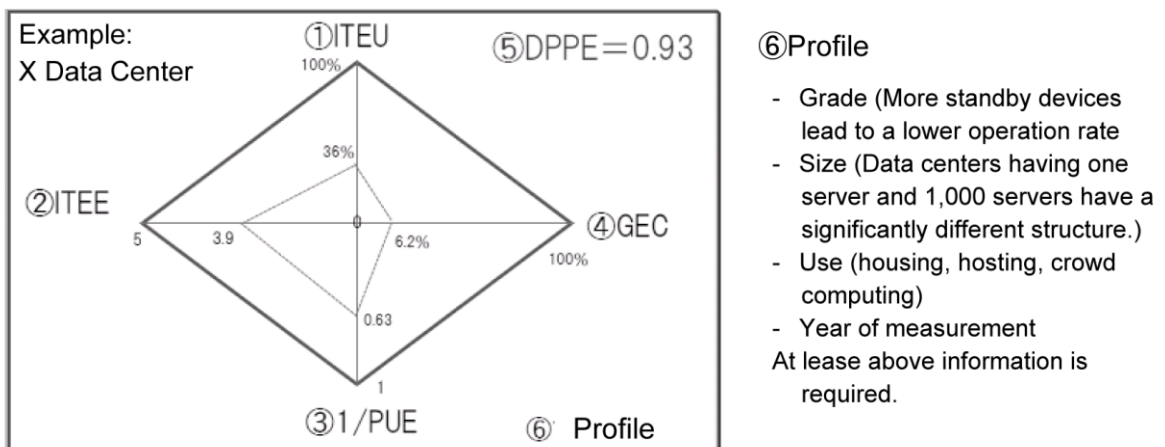 Example:
X Data Center
①ITEU
100%
⑤DPPE=0.93
36%
②ITEE
5
3.9
0
6.2%
④GEC
100%
0.63
1
③1/PUE
⑥ Profile
⑥Profile
- Grade (More standby devices
lead to a lower operation rate
- Size (Data centers having one
server and 1,000 servers have a
significantly different structure.)
- Use (housing, hosting, crowd
computing)
- Year of measurement
At lease above information is
required.